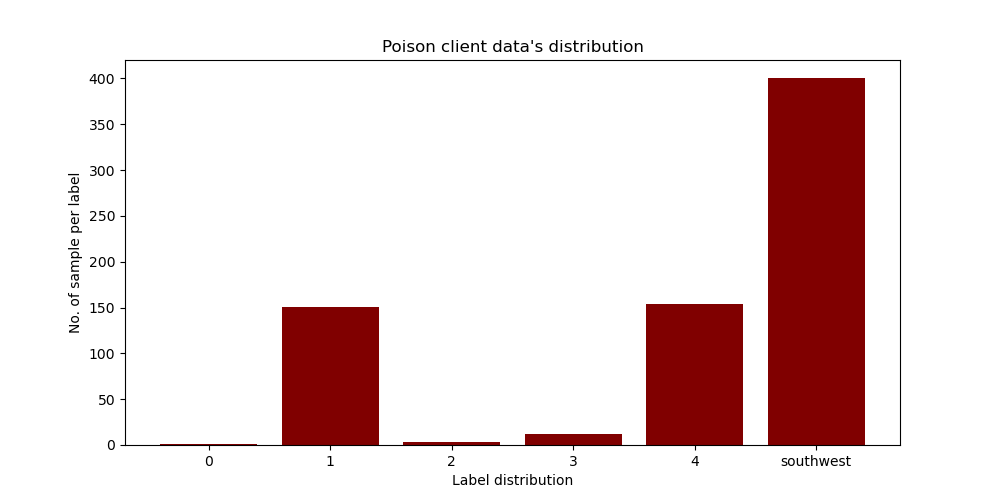 Poison client data's distribution
No. of sample per label
400
350
300
250
200
150
100
50
0
0 1 2 3 4 southwest
Label distribution